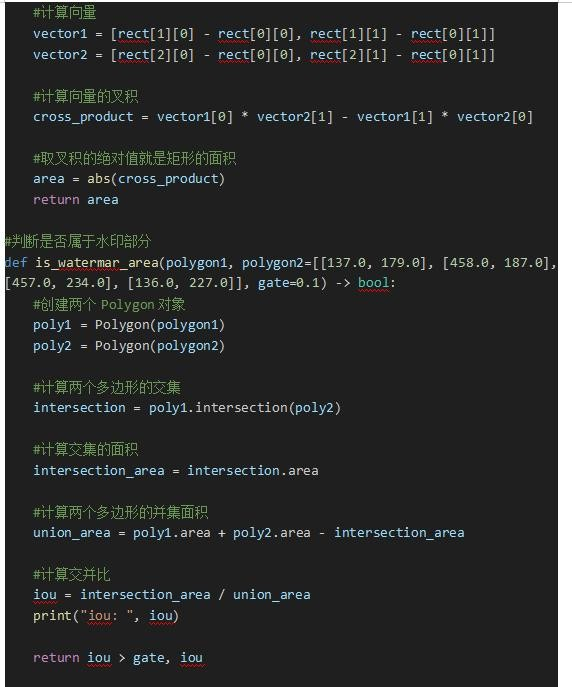 #计算向量
vector1 = [rect[1][0] - rect[0][0], rect[1][1] - rect[0][1]]
vector2 = [rect[2][0] - rect[0][0], rect[2][1] - rect[0][1]]
#计算向量的叉积
cross_product = vector1[0] * vector2[1] - vector1[1] * vector2[0]
#取叉积的绝对值就是矩形的面积
area = abs(cross_product)
return area
#判断是否属于水印部分
def is_watermar_area(polygon1, polygon2=[[137.0, 179.0], [458.0, 187.0],
[457.0, 234.0], [136.0, 227.0]], gate=0.1) -> bool:
#创建两个 Polygon 对象
poly1 = Polygon(polygon1)
poly2 = Polygon(polygon2)
#计算两个多边形的交集
intersection = poly1.intersection(poly2)
#计算交集的面积
intersection_area = intersection.area
#计算两个多边形的并集面积
union_area = poly1.area + poly2.area - intersection_area
#计算交并比
iou = intersection_area / union_area
print("iou: ", iou)
return iou > gate, iou